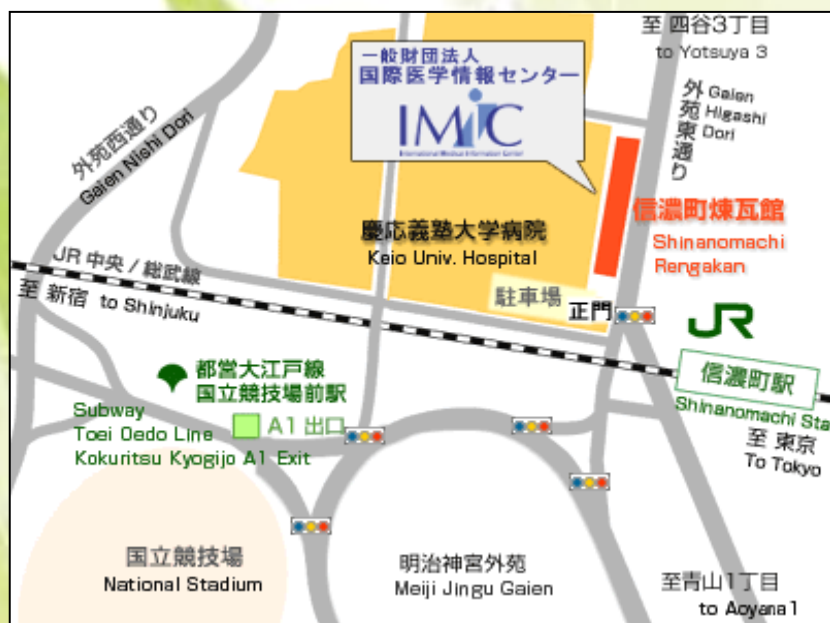 至 四谷3丁目
to Yotsuya 3
一般財団法人
国際医学情報センター
IMIC
International Medical Information Center
外苑東通り
Gaien
Higashi
Dori
外苑西通り
Gaien Nishi Dori
信濃町煉瓦館
Shinanomachi
Rengakan
慶応義塾大学病院
Keio Univ. Hospital
JR 中央 / 総武線
至 新宿 to Shinjuku
駐車場
正門
JR
信濃町駅
Shinanomachi Sta
至 東京
To Tokyo
都営大江戸線
国立競技場前駅
A1 出口
Subway
Toei Oedo Line
Kokuritsu Kyogijo A1 Exit
国立競技場
National Stadium
明治神宮外苑
Meiji Jingu Gaien
至青山1丁目
to Aoyana 1